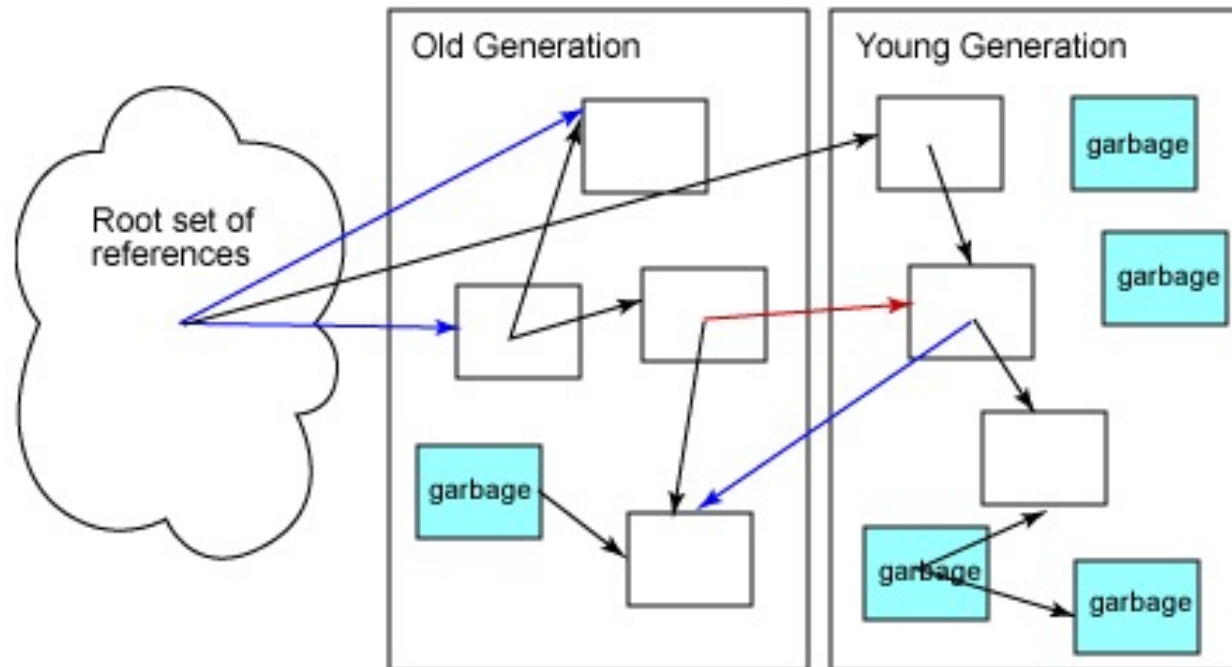 Old Generation
Young Generation
garbage
Root set of
references
garbage
garbage
garbage
garbage